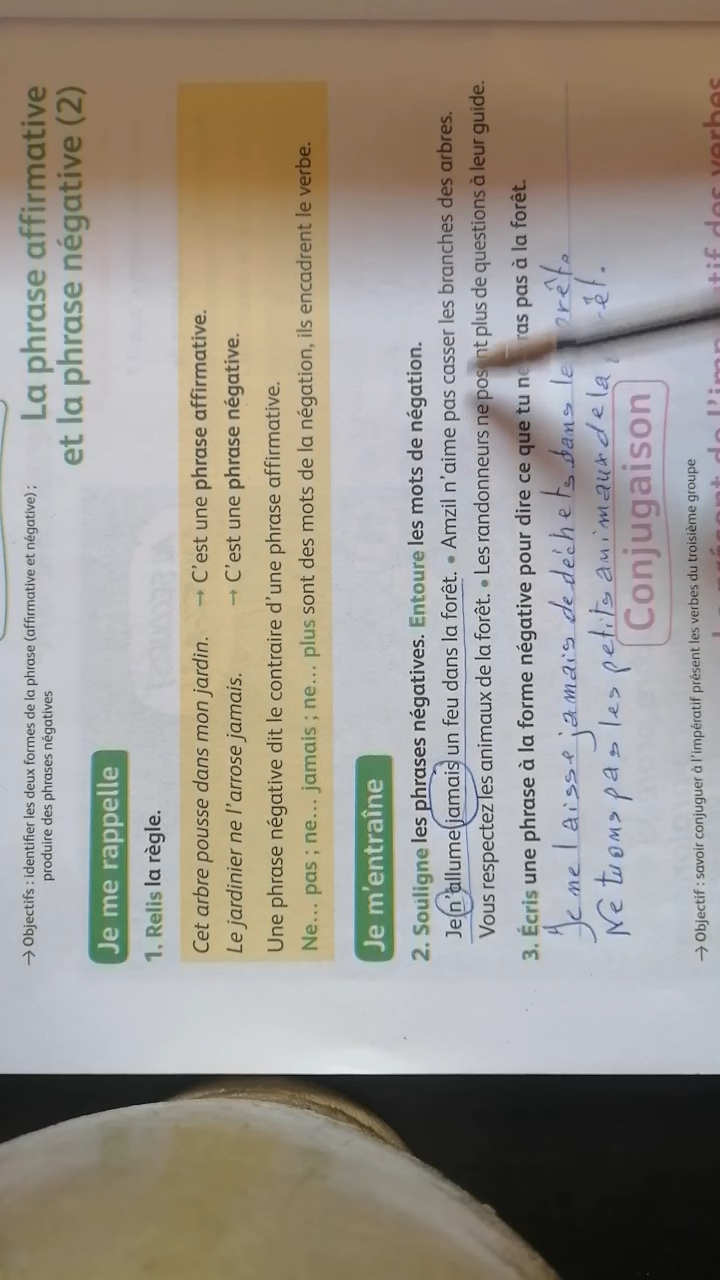 → Objectifs : identifier les deux formes de la phrase (affirmative et négative) ;
produire des phrases négatives
La phrase affirmative
et la phrase négative (2)
Je me rappelle
1. Relis la règle.
Cet arbre pousse dans mon jardin. → C'est une phrase affirmative.
Le jardinier ne l'arrose jamais. → C'est une phrase négative.
Une phrase négative dit le contraire d'une phrase affirmative.
Ne... pas ; ne... jamais ; ne... plus sont des mots de la négation, ils encadrent le verbe.
Je m'entraîne
2. Souligne les phrases négatives. Entoure les mots de négation.
Je n'allume jamais un feu dans la forêt. • Amzil n'aime pas casser les branches des arbres.
Vous respectez les animaux de la forêt. • Les randonneurs ne plus de questions à leur guide.
3. Écris une phrase à la forme négative pour dire ce que tu pas à la forêt.
Je ne laisse jamais de déchets dans le
Ne tuons pas les petits animaux de la
Conjugaison
→ Objectif : savoir conjuguer à l'impératif présent les verbes du troisième groupe
de des verbes